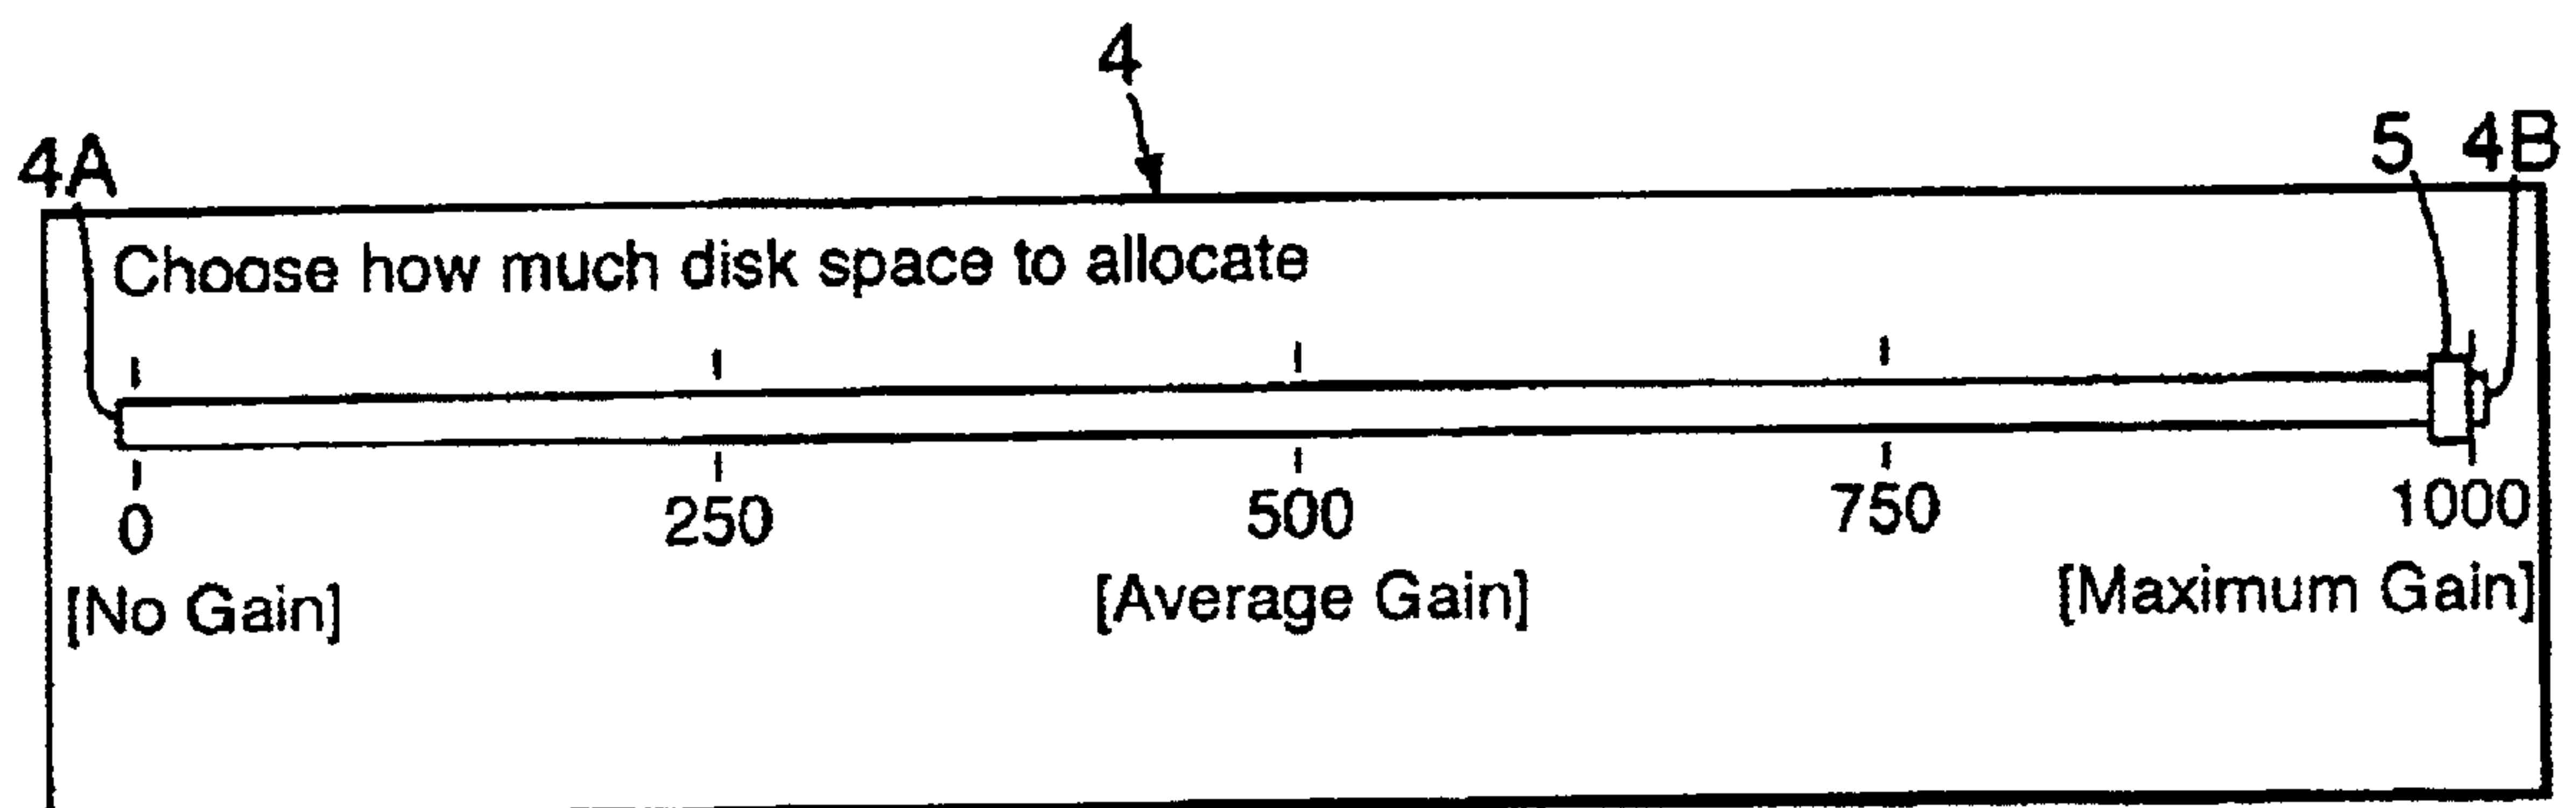 4
4A
5 4B
Choose how much disk space to allocate
0 250 500 750 1000
[No Gain] [Average Gain] [Maximum Gain]